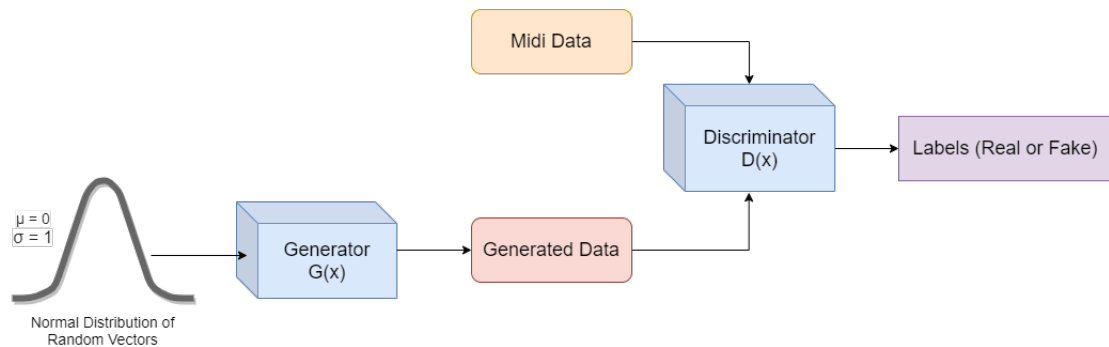 Midi Data
Discriminator
D(x)
Labels (Real or Fake)
μ = 0
σ = 1
Generator
G(x)
Generated Data
Normal Distribution of
Random Vectors